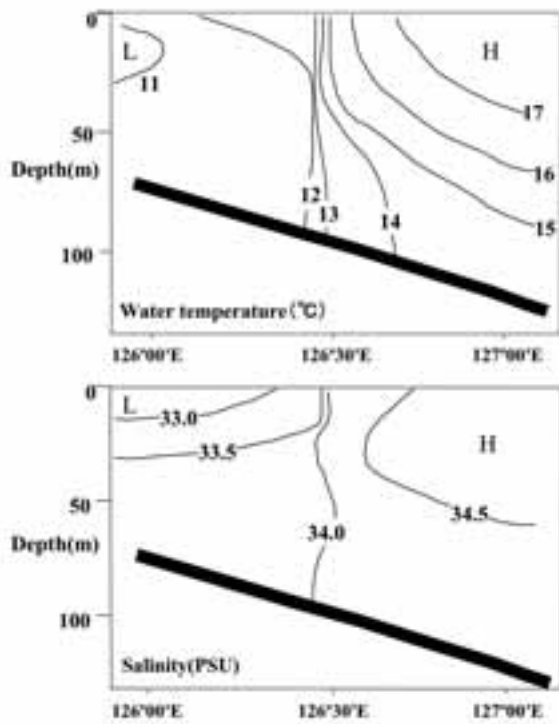 0
L
H
11
17
50
16
Depth(m)
12
13
14
15
100
Water temperature(℃)
126°00'E
126°30'E
127°00'E
0
L
33.0
33.5
H
50
34.5
34.0
Depth(m)
100
Salinity(PSU)
126°00'E
126°30'E
127°00'E